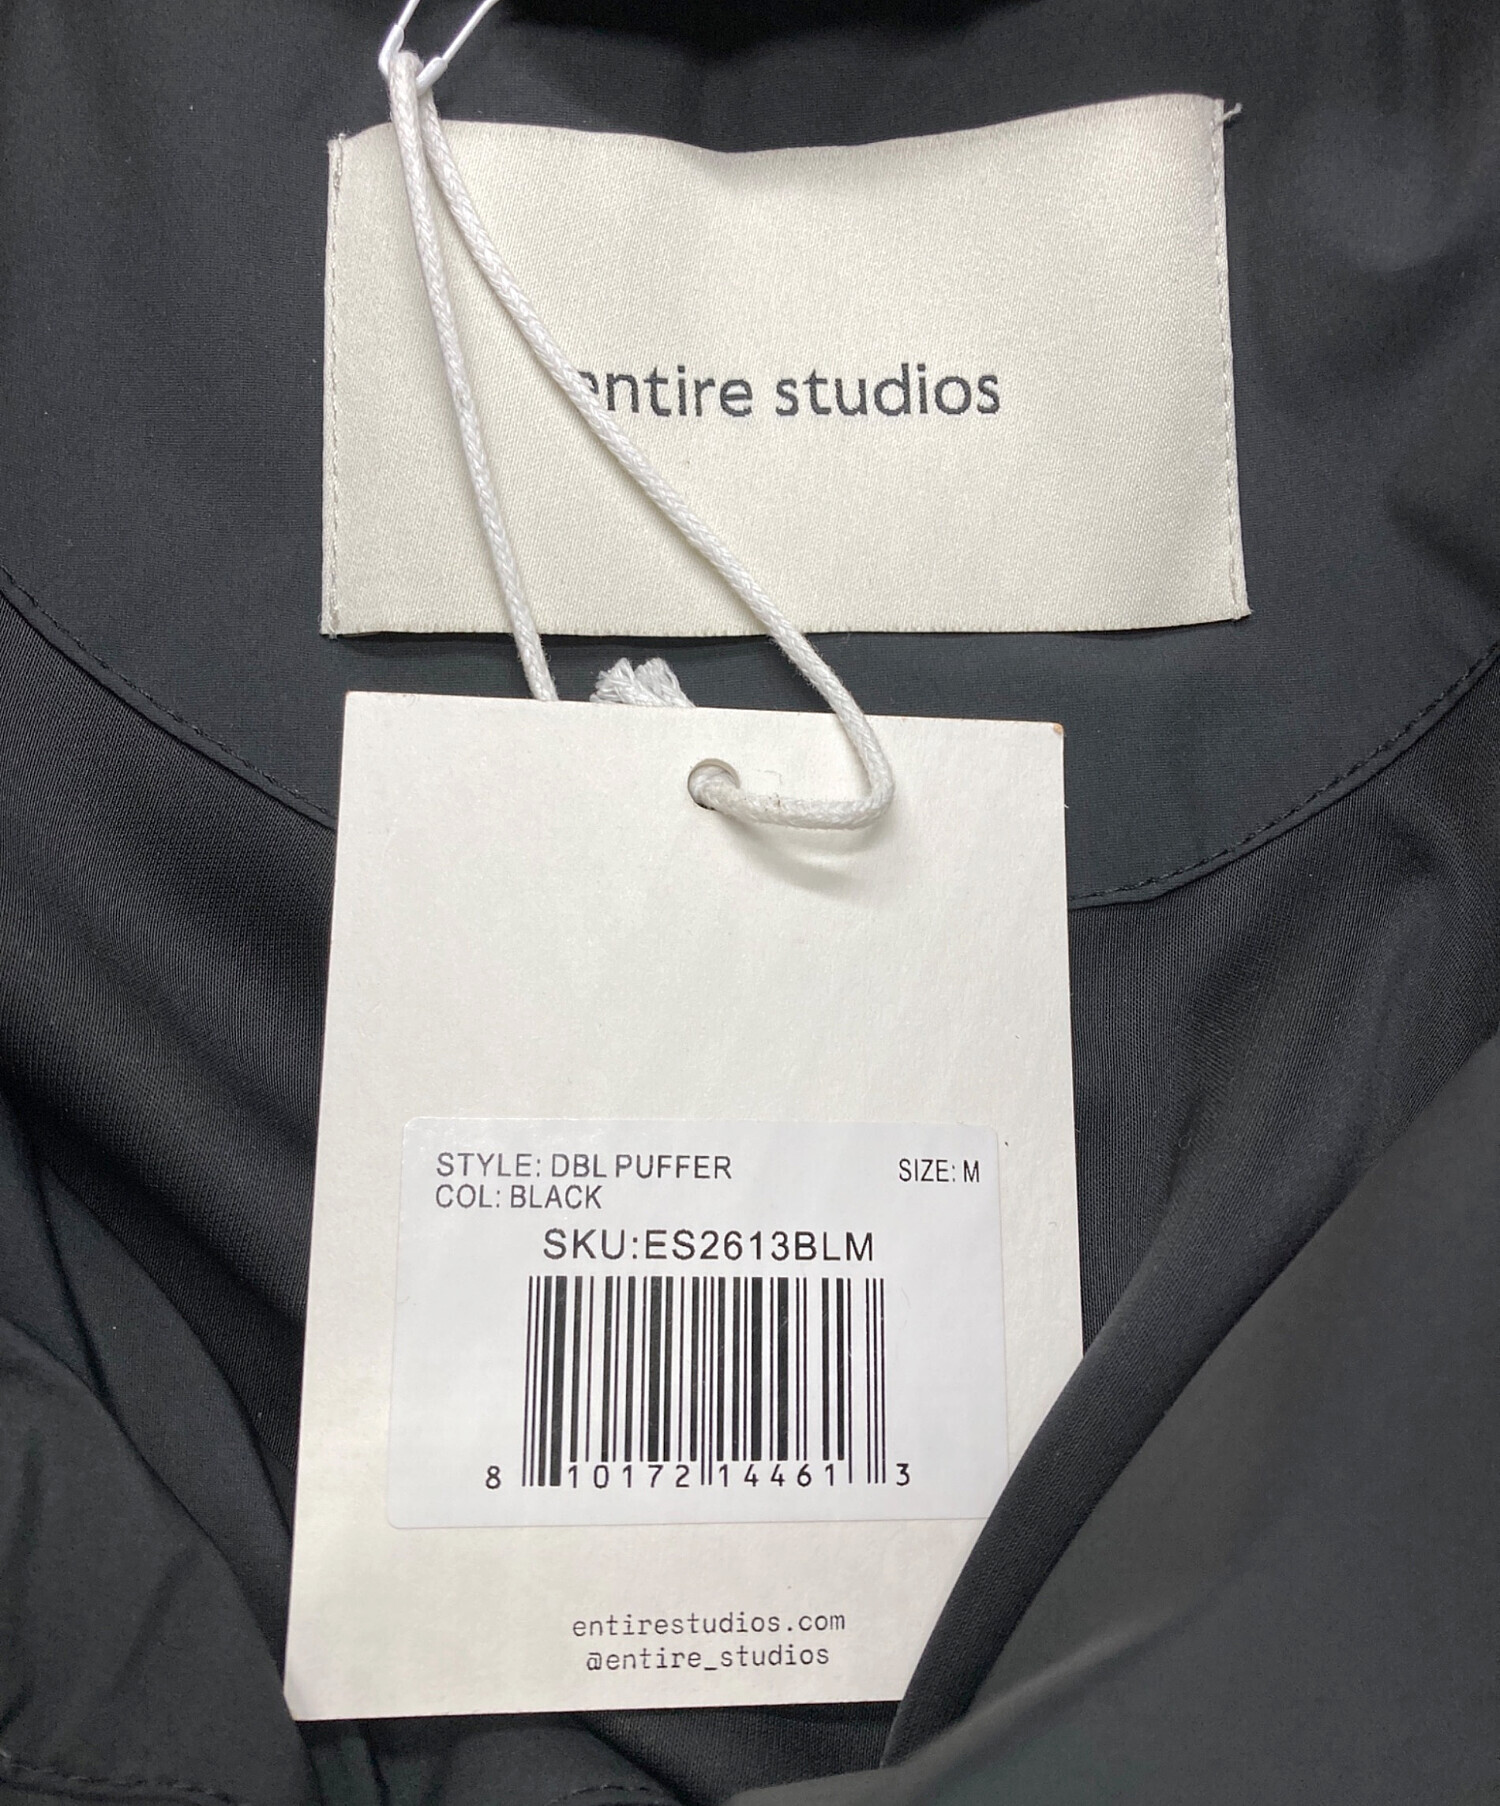 entire studios
STYLE: DBL PUFFER
SIZE: M
COL: BLACK
SKU:ES2613BLM
8 10172 14461 3
entirestudios.com
@entire_studios